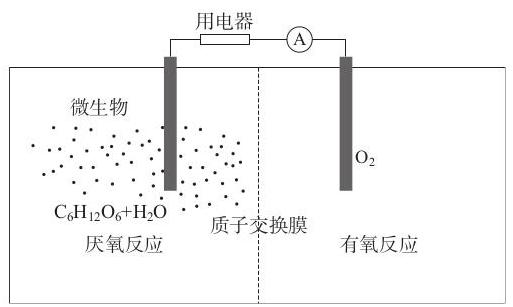 用电器
A
微生物
O₂
C₆H₁₂O₆+H₂O
质子交换膜
厌氧反应
有氧反应